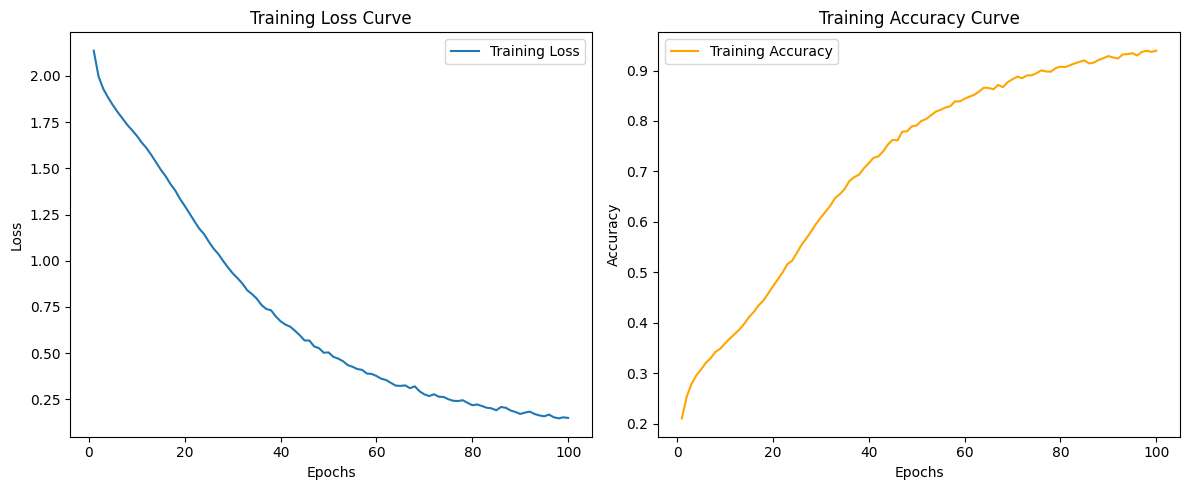 Training Loss Curve
Training Loss
2.00
1.75
1.50
1.25
1.00
0.75
0.50
0.25
Loss
0 20 40 60 80 100
Epochs
Training Accuracy Curve
Training Accuracy
0.9
0.8
0.7
0.6
0.5
0.4
0.3
0.2
Accuracy
0 20 40 60 80 100
Epochs